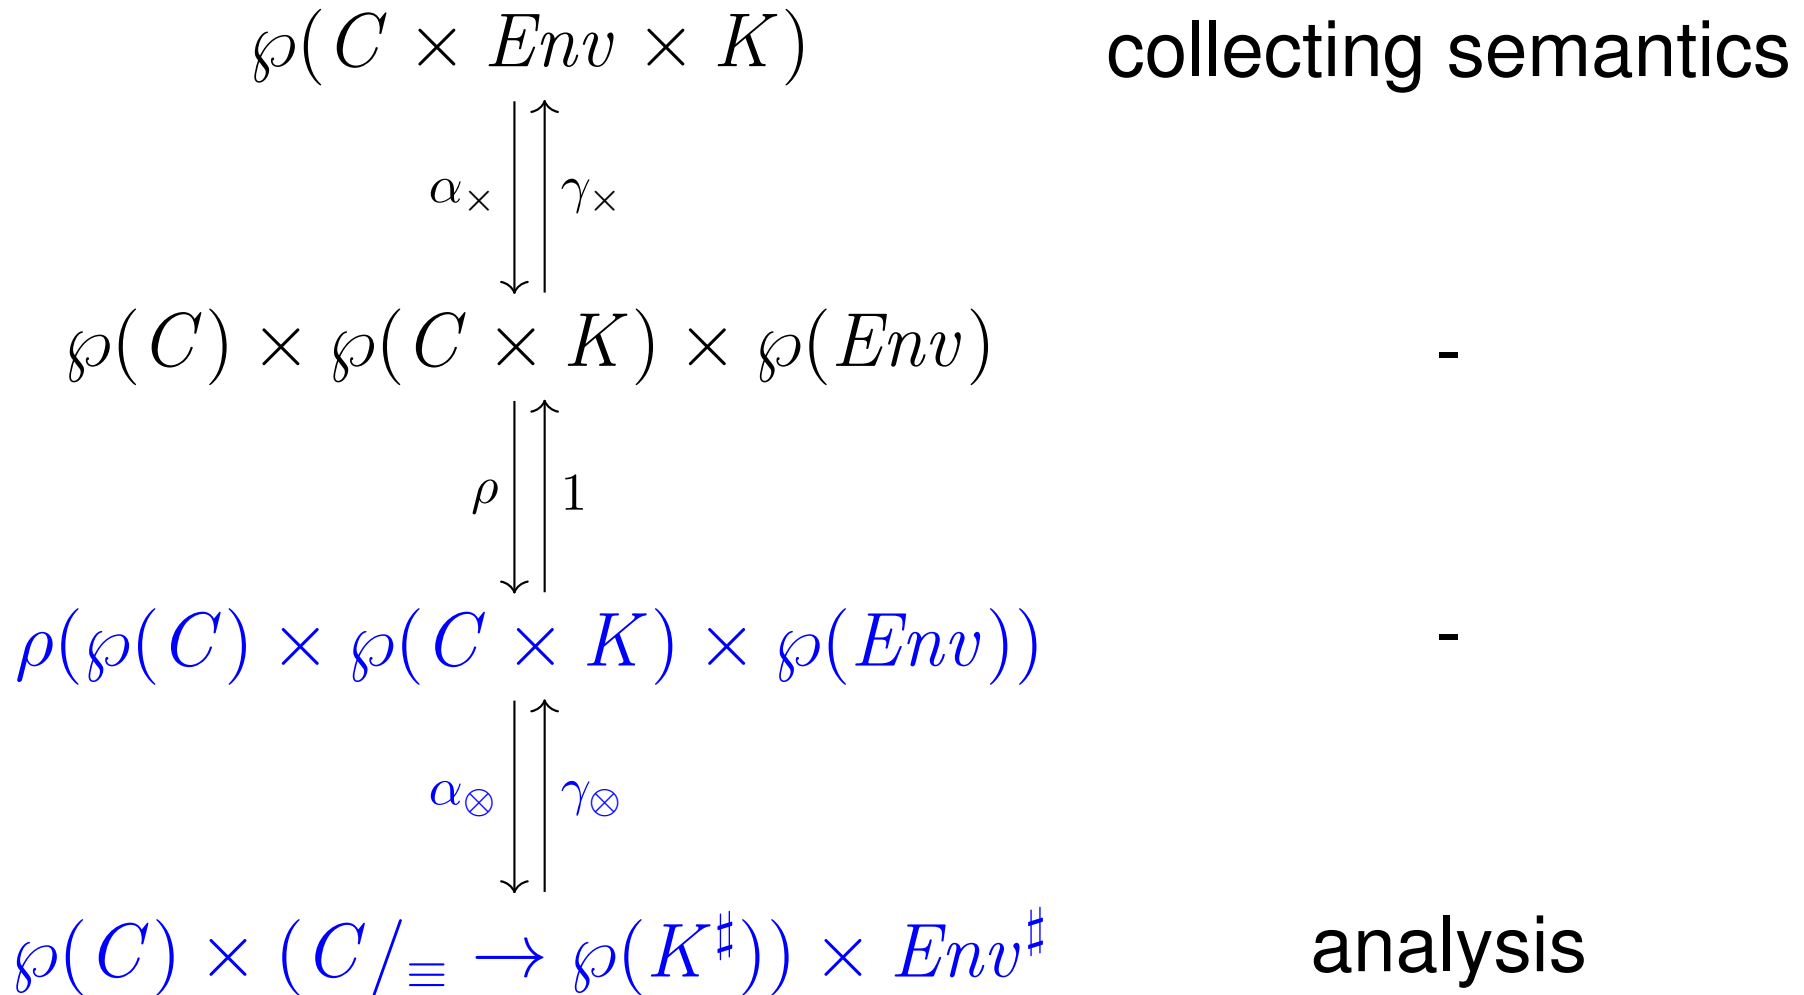 ℘(C × Env × K) collecting semantics
α× γ×
℘(C) × ℘(C × K) × ℘(Env) -
ρ 1
ρ(℘(C) × ℘(C × K) × ℘(Env)) -
α⊗ γ⊗
℘(C) × (C/≡ → ℘(K♯)) × Env♯ analysis